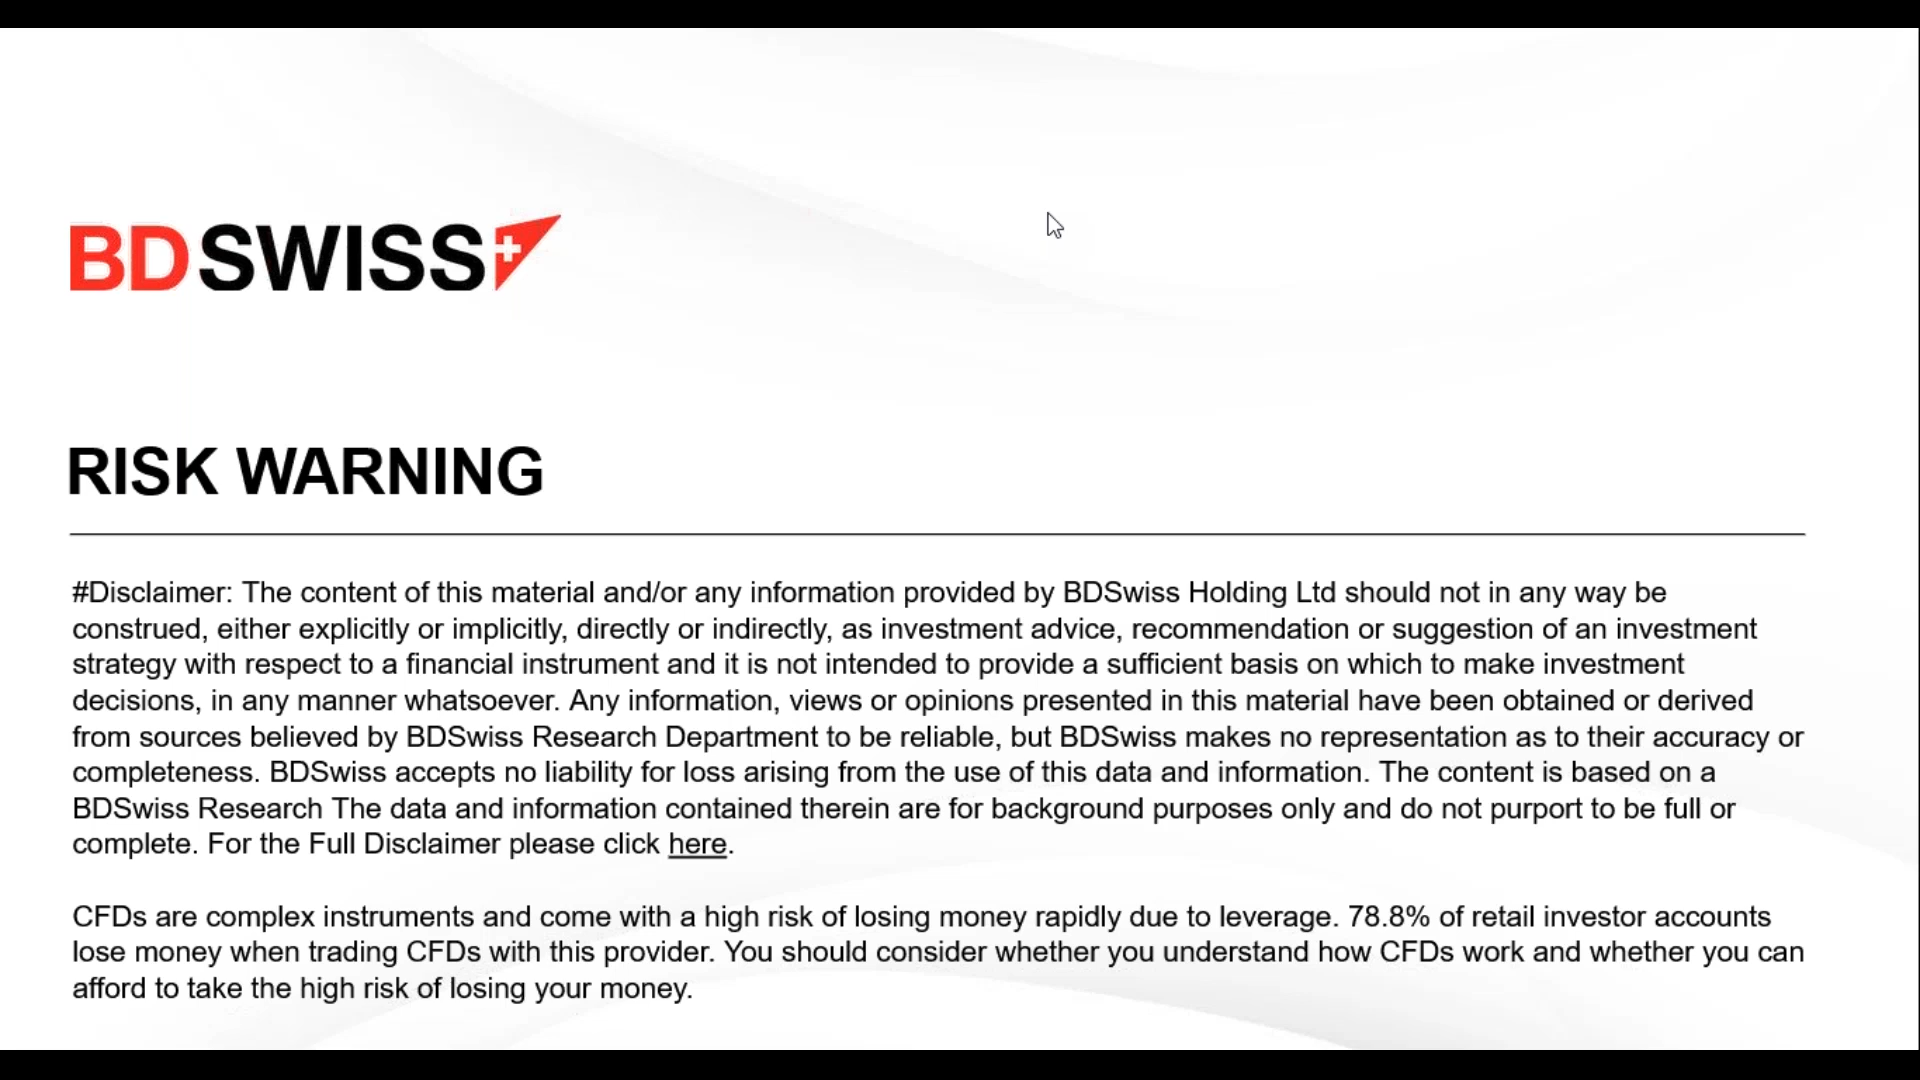 BDSWISS
RISK WARNING
#Disclaimer: The content of this material and/or any information provided by BDSwiss Holding Ltd should not in any way be
construed, either explicitly or implicitly, directly or indirectly, as investment advice, recommendation or suggestion of an investment
strategy with respect to a financial instrument and it is not intended to provide a sufficient basis on which to make investment
decisions, in any manner whatsoever. Any information, views or opinions presented in this material have been obtained or derived
from sources believed by BDSwiss Research Department to be reliable, but BDSwiss makes no representation as to their accuracy or
completeness. BDSwiss accepts no liability for loss arising from the use of this data and information. The content is based on a
BDSwiss Research The data and information contained therein are for background purposes only and do not purport to be full or
complete. For the Full Disclaimer please click here.
CFDs are complex instruments and come with a high risk of losing money rapidly due to leverage. 78.8% of retail investor accounts
lose money when trading CFDs with this provider. You should consider whether you understand how CFDs work and whether you can
afford to take the high risk of losing your money.